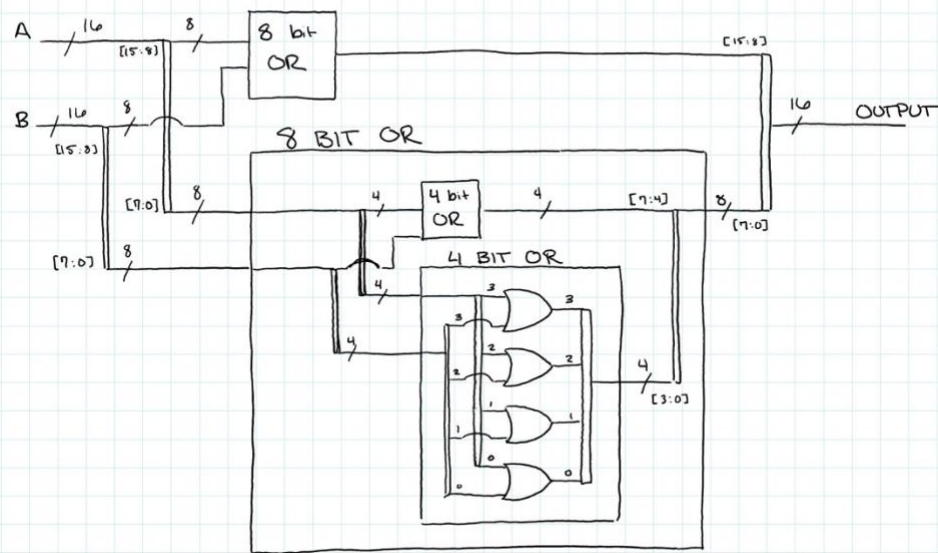 A 16 [15:8] 8 8 bit OR [15:8]
B 16 [15:8] 8 16 OUTPUT
8 BIT OR
[7:0] 8 4 4 bit OR 4 [7:4] 8 [7:0]
[7:0] 8
4 BIT OR
4 3 3
3
4 2 2 4
2 [3:0]
1 1
1
0 0
0